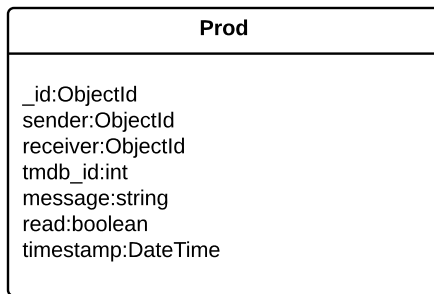 Prod
_id:ObjectId
sender:ObjectId
receiver:ObjectId
tmdb_id:int
message:string
read:boolean
timestamp:DateTime